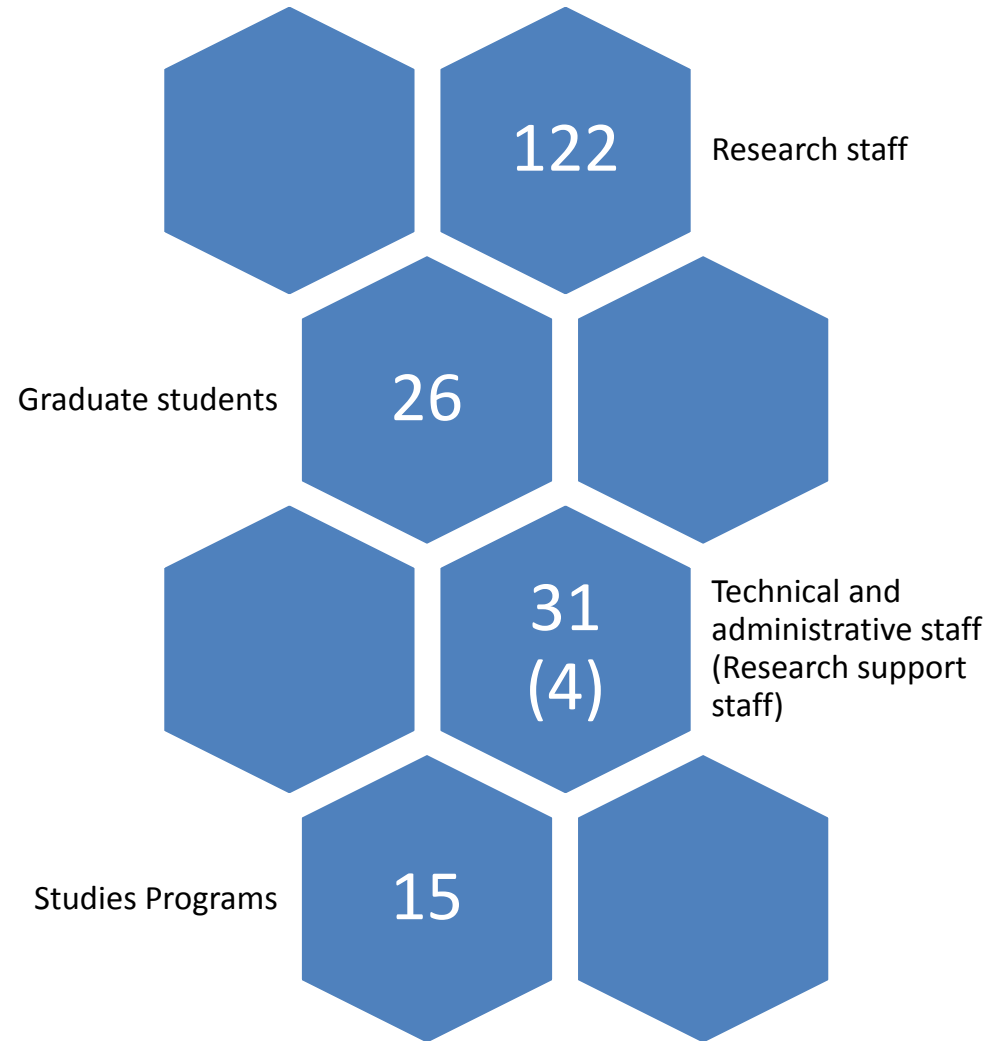 122
Research staff
Graduate students
26
31
(4)
Technical and
administrative staff
(Research support
staff)
Studies Programs
15